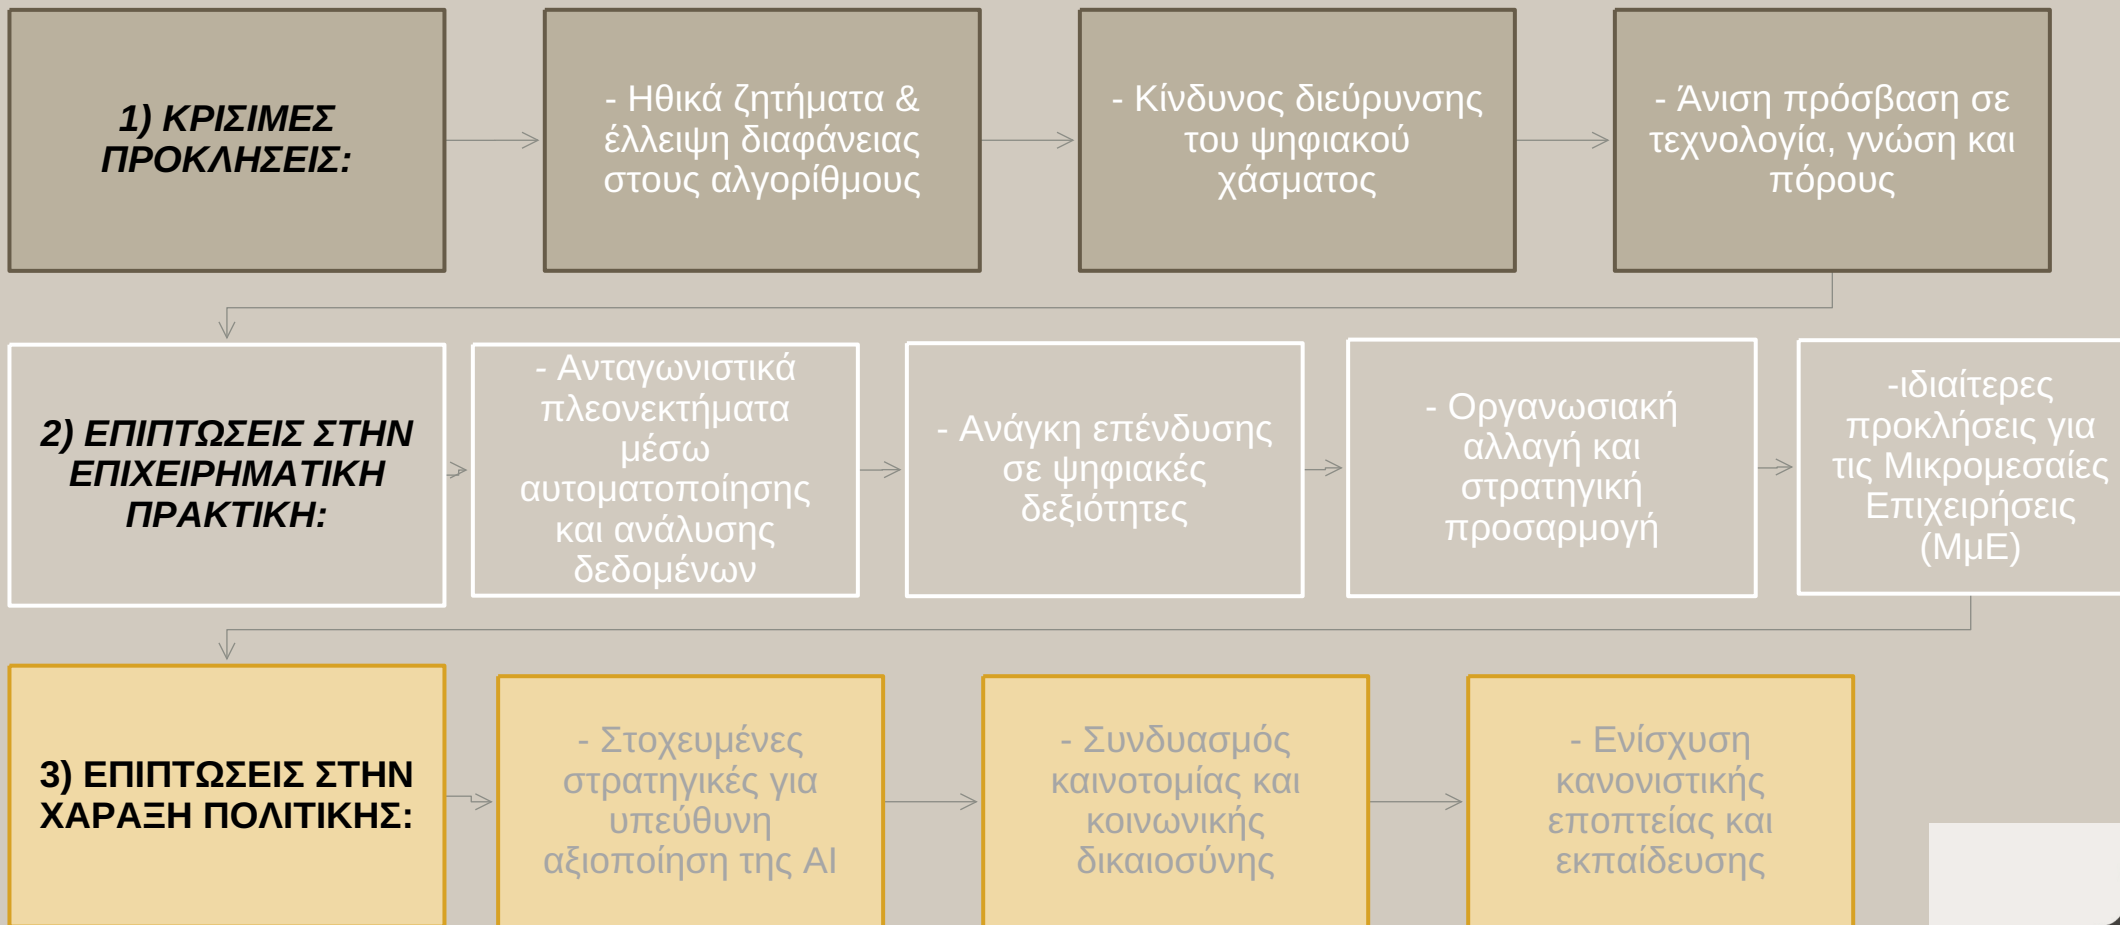 1) ΚΡΙΣΙΜΕΣ
ΠΡΟΚΛΗΣΕΙΣ:
- Ηθικά ζητήματα &
έλλειψη διαφάνειας
στους αλγορίθμους
- Κίνδυνος διεύρυνσης
του ψηφιακού
χάσματος
- Άνιση πρόσβαση σε
τεχνολογία, γνώση και
πόρους
2) ΕΠΙΠΤΩΣΕΙΣ ΣΤΗΝ
ΕΠΙΧΕΙΡΗΜΑΤΙΚΗ
ΠΡΑΚΤΙΚΗ:
- Ανταγωνιστικά
πλεονεκτήματα
μέσω
αυτοματοποίησης
και ανάλυσης
δεδομένων
- Ανάγκη επένδυσης
σε ψηφιακές
δεξιότητες
- Οργανωσιακή
αλλαγή και
στρατηγική
προσαρμογή
-ιδιαίτερες
προκλήσεις για
τις Μικρομεσαίες
Επιχειρήσεις
(ΜμΕ)
3) ΕΠΙΠΤΩΣΕΙΣ ΣΤΗΝ
ΧΑΡΑΞΗ ΠΟΛΙΤΙΚΗΣ:
- Στοχευμένες
στρατηγικές για
υπεύθυνη
αξιοποίηση της AI
- Συνδυασμός
καινοτομίας και
κοινωνικής
δικαιοσύνης
- Ενίσχυση
κανονιστικής
εποπτείας και
εκπαίδευσης